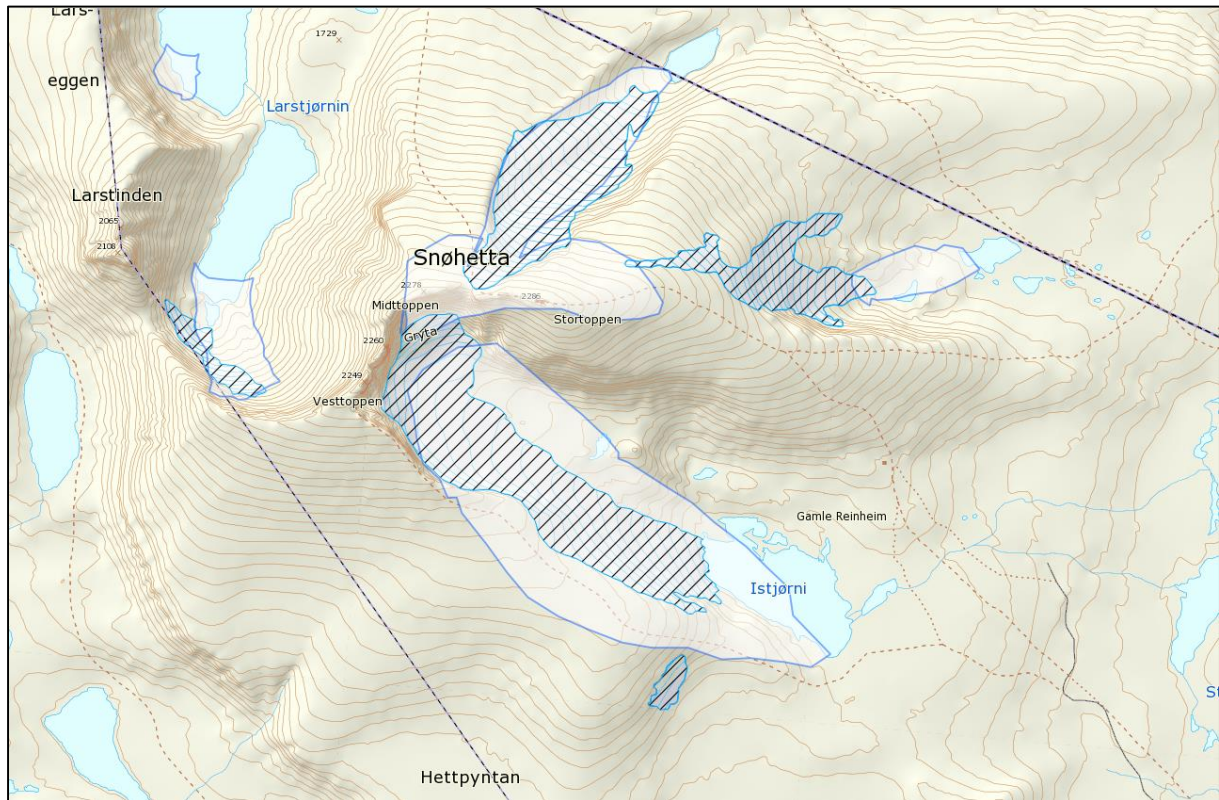 Lars-
eggen
1729
Larstjørnin
Larstinden
2065
2108
Snøhetta
2278
Midttoppen
2286
Stortoppen
Gryta
2260
2249
Vesttoppen
Gamle Reinheim
Istjørni
St
Hettpyntan